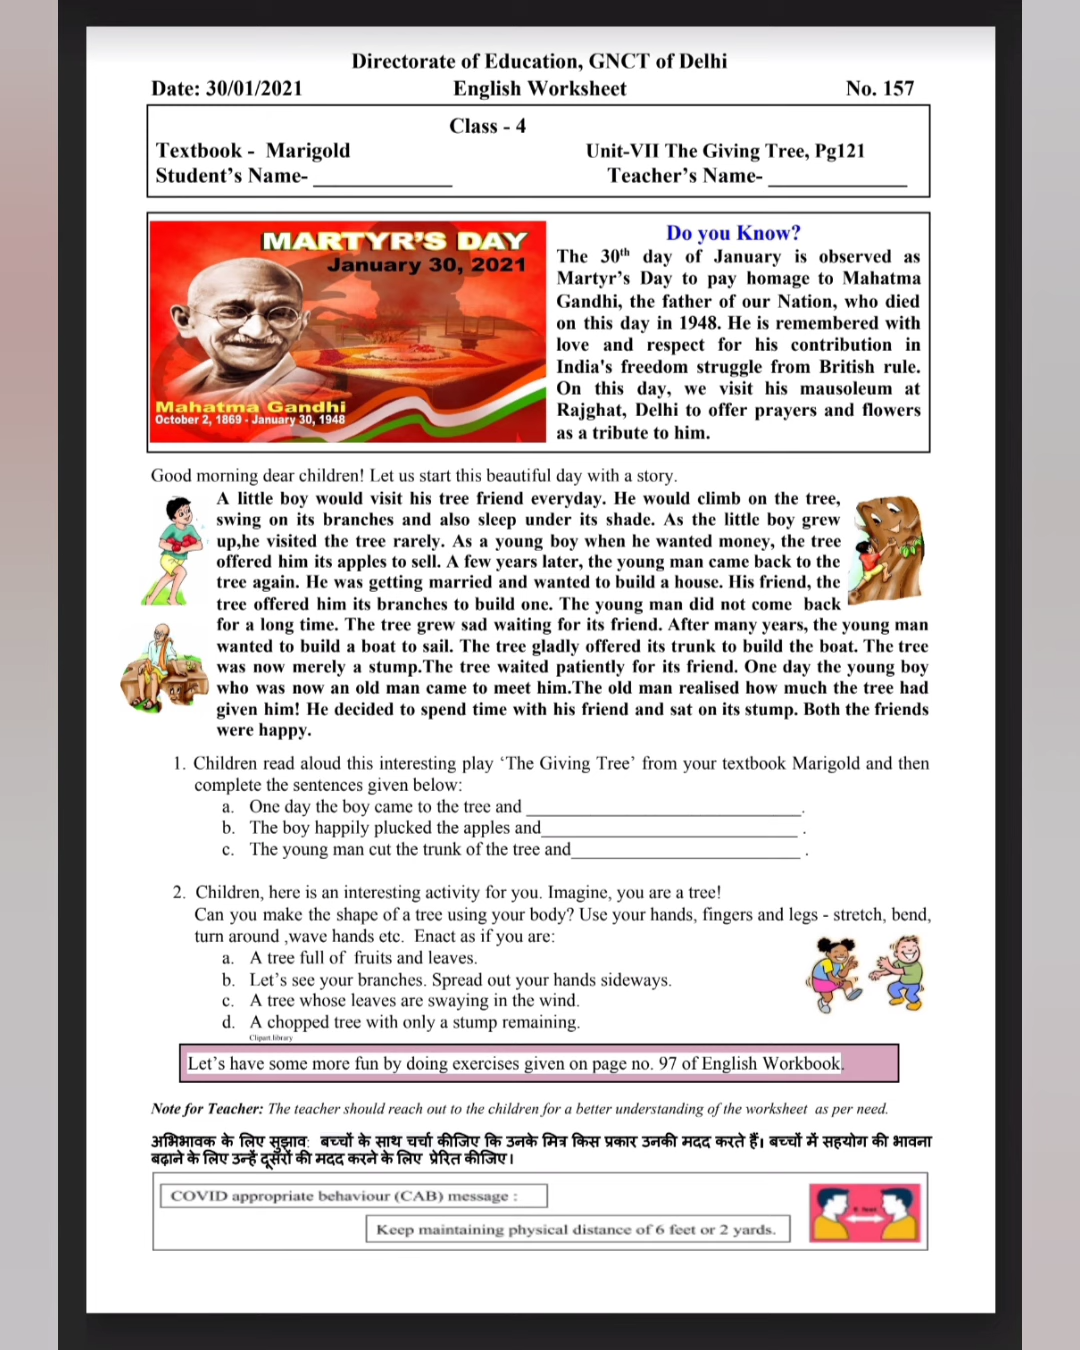 Directorate of Education, GNCT of Delhi
Date: 30/01/2021 English Worksheet No. 157
Class - 4
Textbook - Marigold Unit-VII The Giving Tree, Pg121
Student’s Name- ______________ Teacher’s Name- ______________
MARTYR'S DAY
January 30, 2021
Mahatma Gandhi
October 2, 1869 - January 30, 1948
Do you Know?
The 30th day of January is observed as
Martyr’s Day to pay homage to Mahatma
Gandhi, the father of our Nation, who died
on this day in 1948. He is remembered with
love and respect for his contribution in
India's freedom struggle from British rule.
On this day, we visit his mausoleum at
Rajghat, Delhi to offer prayers and flowers
as a tribute to him.
Good morning dear children! Let us start this beautiful day with a story.
A little boy would visit his tree friend everyday. He would climb on the tree,
swing on its branches and also sleep under its shade. As the little boy grew
up,he visited the tree rarely. As a young boy when he wanted money, the tree
offered him its apples to sell. A few years later, the young man came back to the
tree again. He was getting married and wanted to build a house. His friend, the
tree offered him its branches to build one. The young man did not come back
for a long time. The tree grew sad waiting for its friend. After many years, the young man
wanted to build a boat to sail. The tree gladly offered its trunk to build the boat. The tree
was now merely a stump.The tree waited patiently for its friend. One day the young boy
who was now an old man came to meet him.The old man realised how much the tree had
given him! He decided to spend time with his friend and sat on its stump. Both the friends
were happy.
1. Children read aloud this interesting play ‘The Giving Tree’ from your textbook Marigold and then
complete the sentences given below:
a. One day the boy came to the tree and ____________________________.
b. The boy happily plucked the apples and__________________________ .
c. The young man cut the trunk of the tree and_______________________ .
2. Children, here is an interesting activity for you. Imagine, you are a tree!
Can you make the shape of a tree using your body? Use your hands, fingers and legs - stretch, bend,
turn around ,wave hands etc. Enact as if you are:
a. A tree full of fruits and leaves.
b. Let’s see your branches. Spread out your hands sideways.
c. A tree whose leaves are swaying in the wind.
d. A chopped tree with only a stump remaining.
Clipart.library
Let’s have some more fun by doing exercises given on page no. 97 of English Workbook.
Note for Teacher: The teacher should reach out to the children for a better understanding of the worksheet as per need.
अभिभावक के लिए सुझाव: बच्चों के साथ चर्चा कीजिए कि उनके मित्र किस प्रकार उनकी मदद करते हैं। बच्चों में सहयोग की भावना
बढ़ाने के लिए उन्हें दूसरों की मदद करने के लिए प्रेरित कीजिए।
COVID appropriate behaviour (CAB) message :
Keep maintaining physical distance of 6 feet or 2 yards.
6 feet